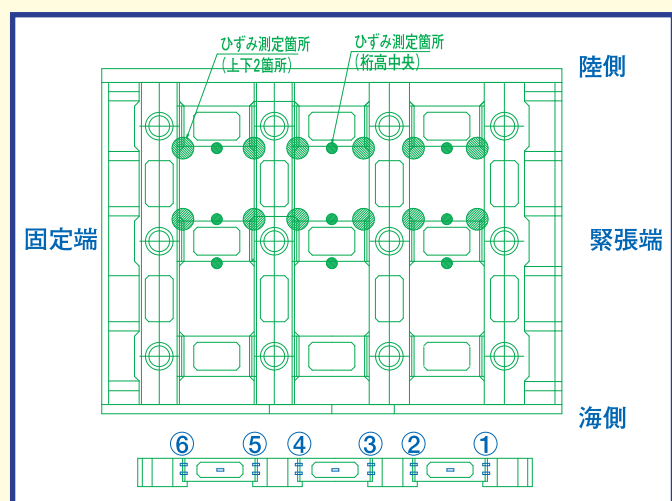 ひずみ測定箇所
(上下2箇所)
ひずみ測定箇所
(桁高中央)
陸側
固定端
緊張端
海側
⑥ ⑤ ④ ③ ② ①